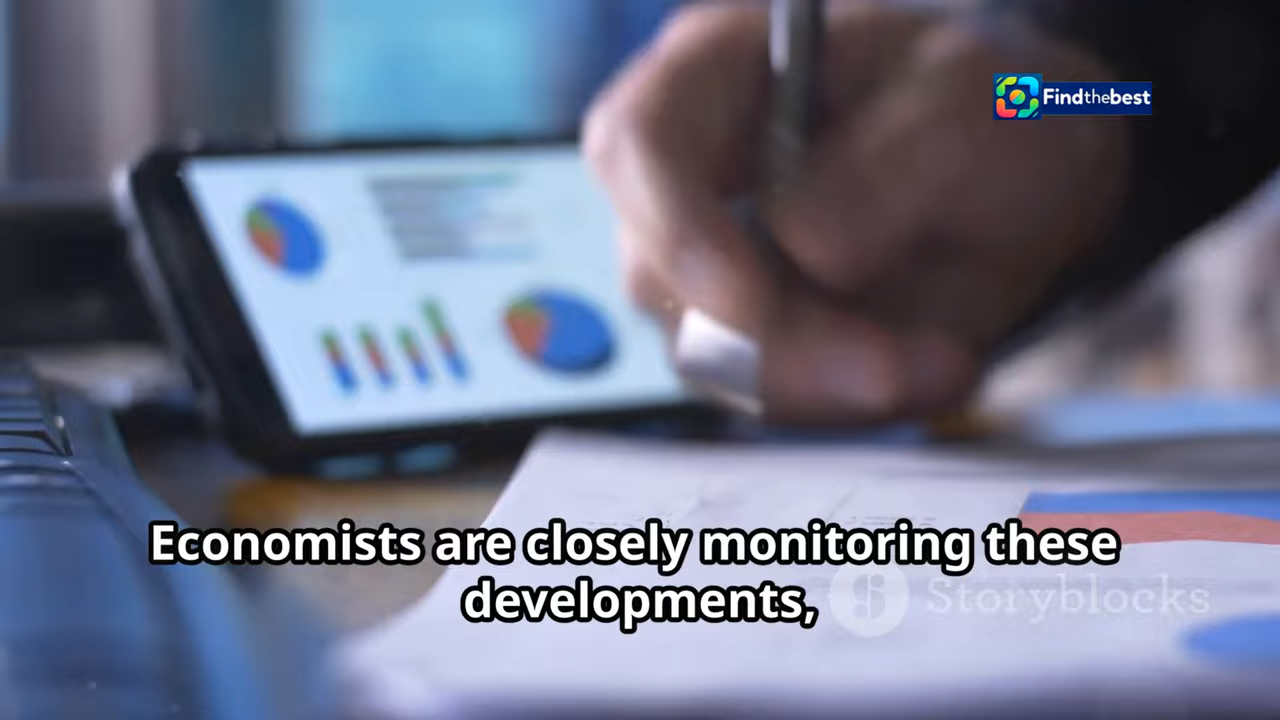 Findthebest
Economists are closely monitoring these
developments,
Storyblocks